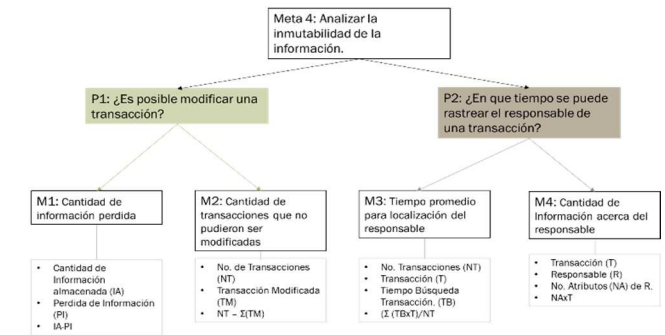 Meta 4: Analizar la
inmutabilidad de la
información.
P1: ¿Es posible modificar una
transacción?
P2: ¿En que tiempo se puede
rastrear el responsable de
una transacción?
M1: Cantidad de
información perdida
M2: Cantidad de
transacciones que no
pudieron ser
modificadas
M3: Tiempo promedio
para localización del
responsable
M4: Cantidad de
Información acerca del
responsable
• Cantidad de
Información
almacenada (IA)
• Perdida de Información
(PI)
• IA-PI
• No. de Transacciones
(NT)
• Transacción Modificada
(TM)
• NT – Σ(TM)
• No. Transacciones (NT)
• Transacción (T)
• Tiempo Búsqueda
Transacción. (TB)
• (Σ (TBxT)/NT
• Transacción (T)
• Responsable (R)
• No. Atributos (NA) de R.
• NAxT